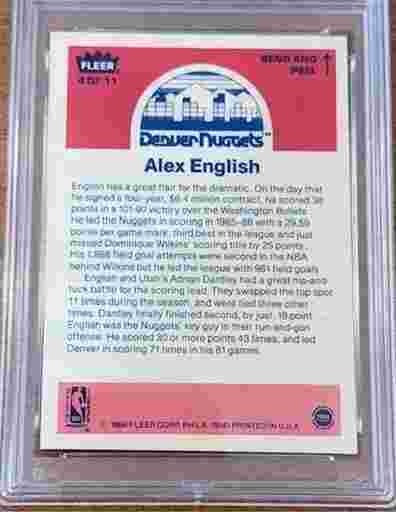 FLEER
4 OF 11
BEND AND
PEEL
Denver Nuggets™
Alex English
English has a great flair for the dramatic. On the day that
he signed a four-year, $6.4 million contract, he scored 38
points in a 101-90 victory over the Washington Bullets.
He led the Nuggets in scoring in 1985-86 with a 29.59
points per game mark, third best in the league and just
missed Dominique Wilkins' scoring title by 25 points.
His 1,888 field goal attempts were second in the NBA
behind Wilkins but he led the league with 961 field goals
English and Utah's Adrian Dantley had a great nip-and-
tuck battle for the scoring lead. They swapped the top spot
11 times during the season, and were tied three other
times. Dantley finally finished second, by just .19 point
English was the Nuggets' key guy in their run-and-gun
offense. He scored 30 or more points 43 times, and led
Denver in scoring 71 times in his 81 games.
NBA
© 1986 FLEER CORP. PHILA. 19141 PRINTED IN U.S.A.